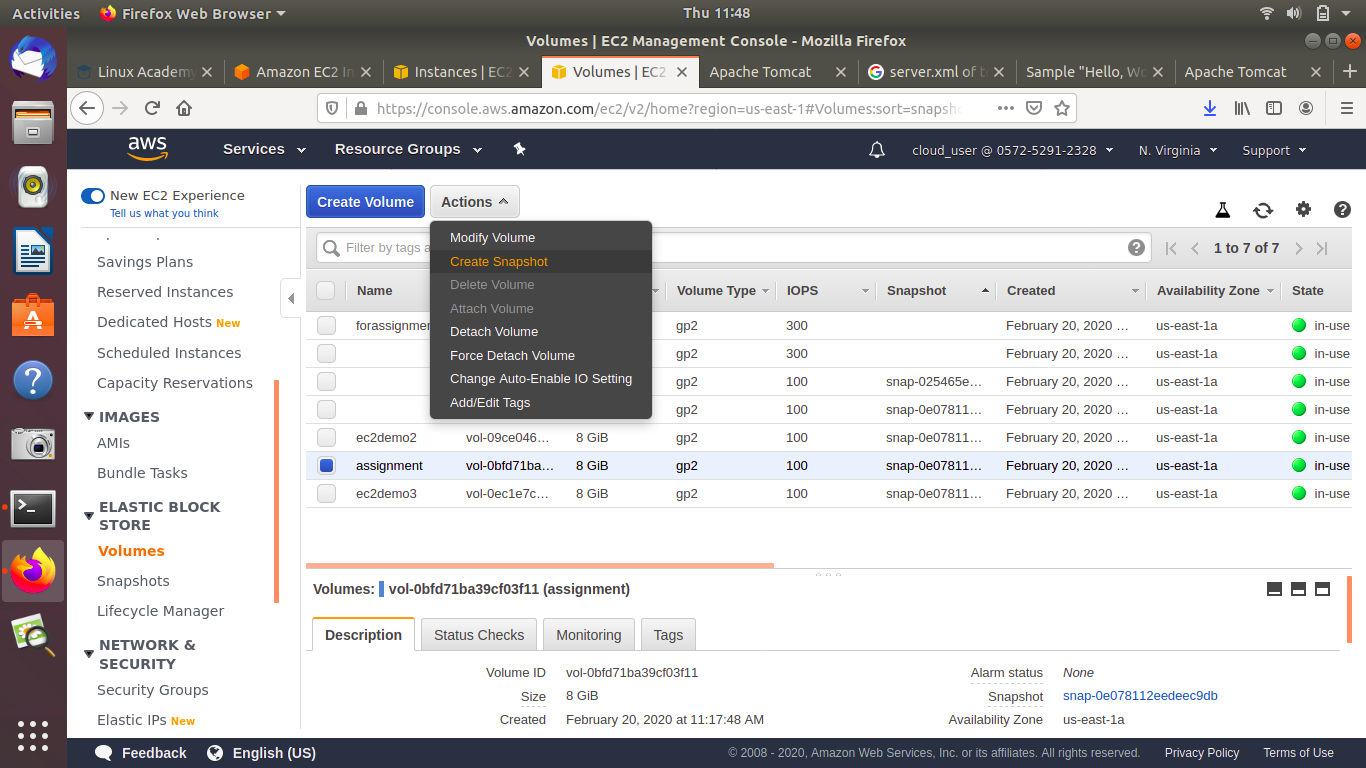 Activities Firefox Web Browser Thu 11:48
Volumes | EC2 Management Console - Mozilla Firefox
Linux Academy Amazon EC2 In Instances | EC2 Volumes | EC2 Apache Tomcat server.xml of to Sample "Hello, Wo Apache Tomcat
https://console.aws.amazon.com/ec2/v2/home?region=us-east-1#Volumes:sort=snapsho
aws Services Resource Groups cloud_user @ 0572-5291-2328 N. Virginia Support
New EC2 Experience
Tell us what you think
Savings Plans
Reserved Instances
Dedicated Hosts New
Scheduled Instances
Capacity Reservations
IMAGES
AMIs
Bundle Tasks
ELASTIC BLOCK
STORE
Volumes
Snapshots
Lifecycle Manager
NETWORK &
SECURITY
Security Groups
Elastic IPs New
Create Volume Actions
Modify Volume
Create Snapshot
Delete Volume
Attach Volume
Detach Volume
Force Detach Volume
Change Auto-Enable IO Setting
Add/Edit Tags
Filter by tags a 1 to 7 of 7
Name Volume Type IOPS Snapshot Created Availability Zone State
forassignmen gp2 300 February 20, 2020 ... us-east-1a in-use
gp2 300 February 20, 2020 ... us-east-1a in-use
gp2 100 snap-025465e... February 20, 2020 ... us-east-1a in-use
gp2 100 snap-0e07811... February 20, 2020 ... us-east-1a in-use
ec2demo2 vol-09ce046... 8 GiB gp2 100 snap-0e07811... February 20, 2020 ... us-east-1a in-use
assignment vol-0bfd71ba... 8 GiB gp2 100 snap-0e07811... February 20, 2020 ... us-east-1a in-use
ec2demo3 vol-0ec1e7c... 8 GiB gp2 100 snap-0e07811... February 20, 2020 ... us-east-1a in-use
Volumes: vol-0bfd71ba39cf03f11 (assignment)
Description Status Checks Monitoring Tags
Volume ID vol-0bfd71ba39cf03f11 Alarm status None
Size 8 GiB Snapshot snap-0e078112eedeec9db
Created February 20, 2020 at 11:17:48 AM Availability Zone us-east-1a
Feedback English (US) © 2008 - 2020, Amazon Web Services, Inc. or its affiliates. All rights reserved. Privacy Policy Terms of Use